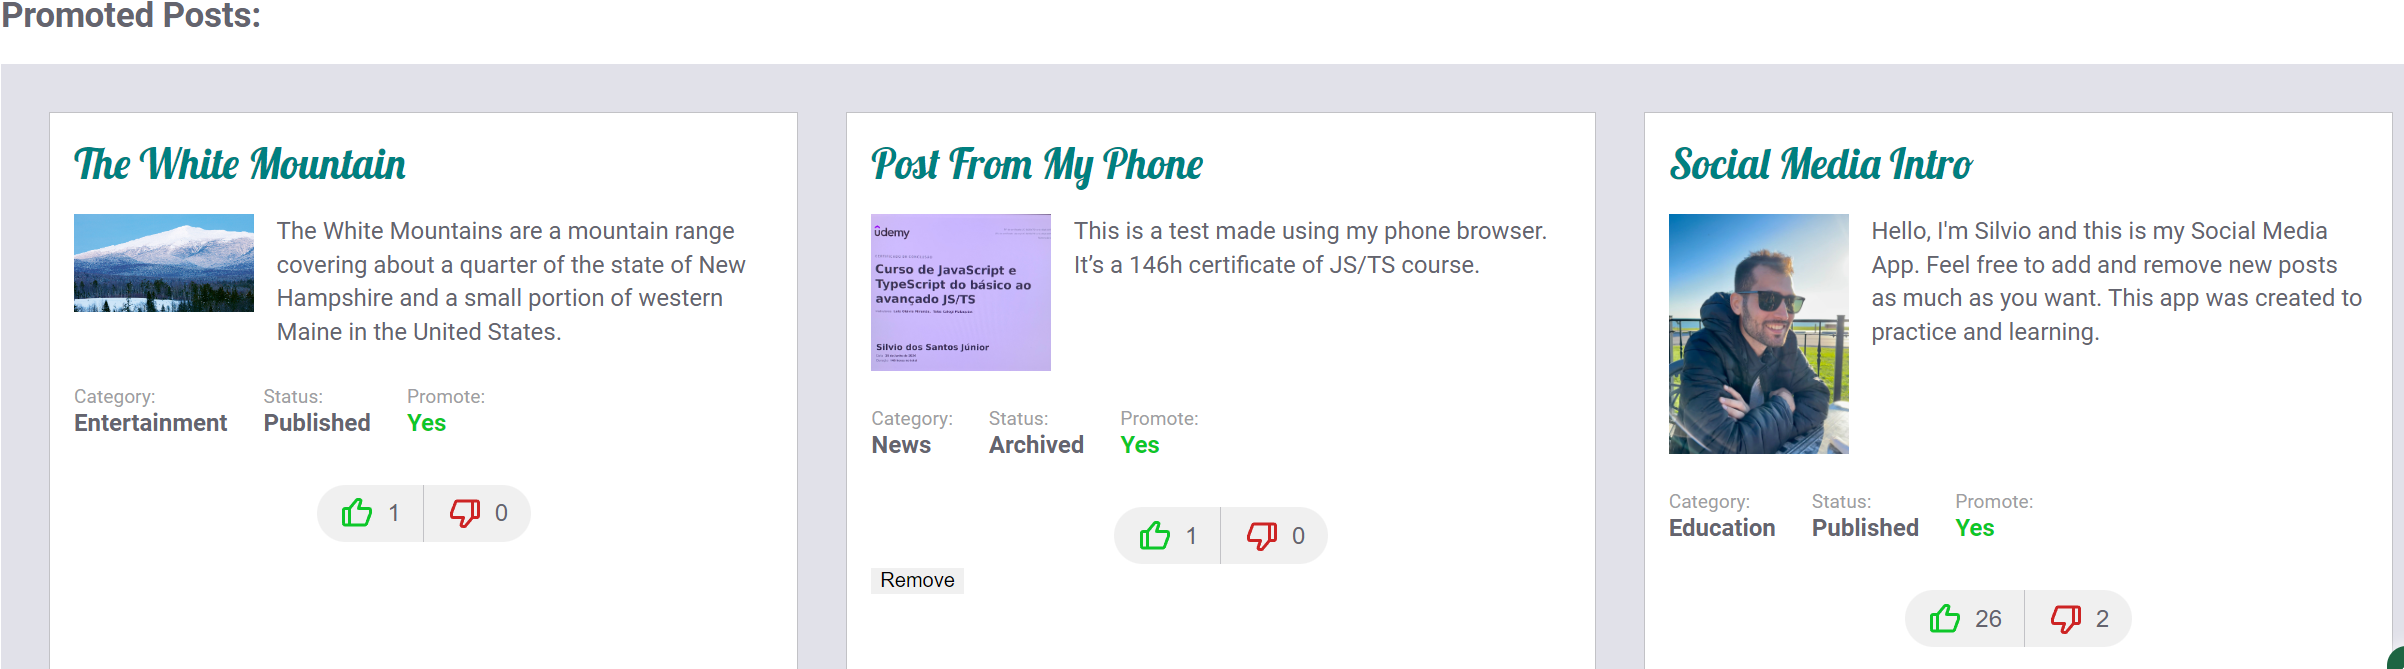 Promoted Posts:
The White Mountain
The White Mountains are a mountain range
covering about a quarter of the state of New
Hampshire and a small portion of western
Maine in the United States.
Category:
Entertainment
Status:
Published
Promote:
Yes
1
0
Post From My Phone
udemy
Curso de JavaScript e
TypeScript do básico ao
avançado JS/TS
Silvio dos Santos Júnior
This is a test made using my phone browser.
It’s a 146h certificate of JS/TS course.
Category:
News
Status:
Archived
Promote:
Yes
1
0
Remove
Social Media Intro
Hello, I'm Silvio and this is my Social Media
App. Feel free to add and remove new posts
as much as you want. This app was created to
practice and learning.
Category:
Education
Status:
Published
Promote:
Yes
26
2